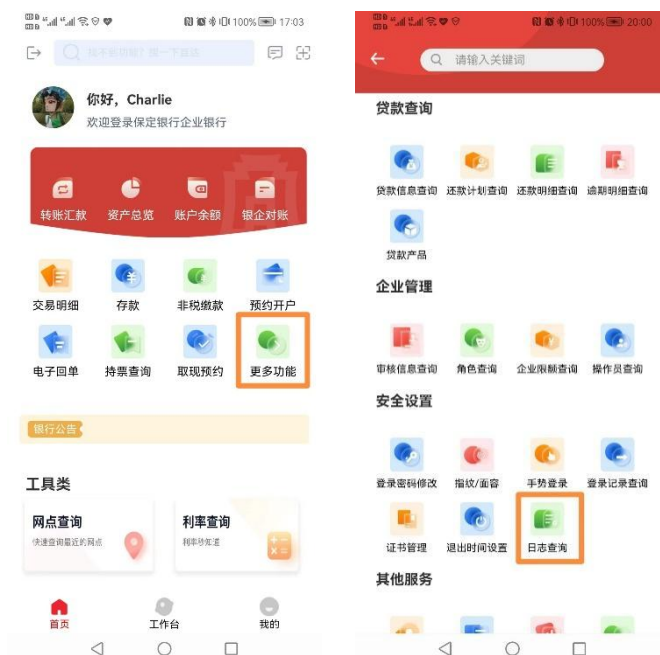 100% 17:03
你好，Charlie
欢迎登录保定银行企业银行
转账汇款 资产总览 账户余额 银企对账
交易明细 存款 非税缴款 预约开户
电子回单 持票查询 取现预约 更多功能
银行公告
工具类
网点查询
快速查询最近的网点
利率查询
利率秒知道
首页 工作台 我的
100% 20:00
请输入关键词
贷款查询
贷款信息查询 还款计划查询 还款明细查询 逾期明细查询
贷款产品
企业管理
审核信息查询 角色查询 企业限额查询 操作员查询
安全设置
登录密码修改 指纹/面容 手势登录 登录记录查询
证书管理 退出时间设置 日志查询
其他服务